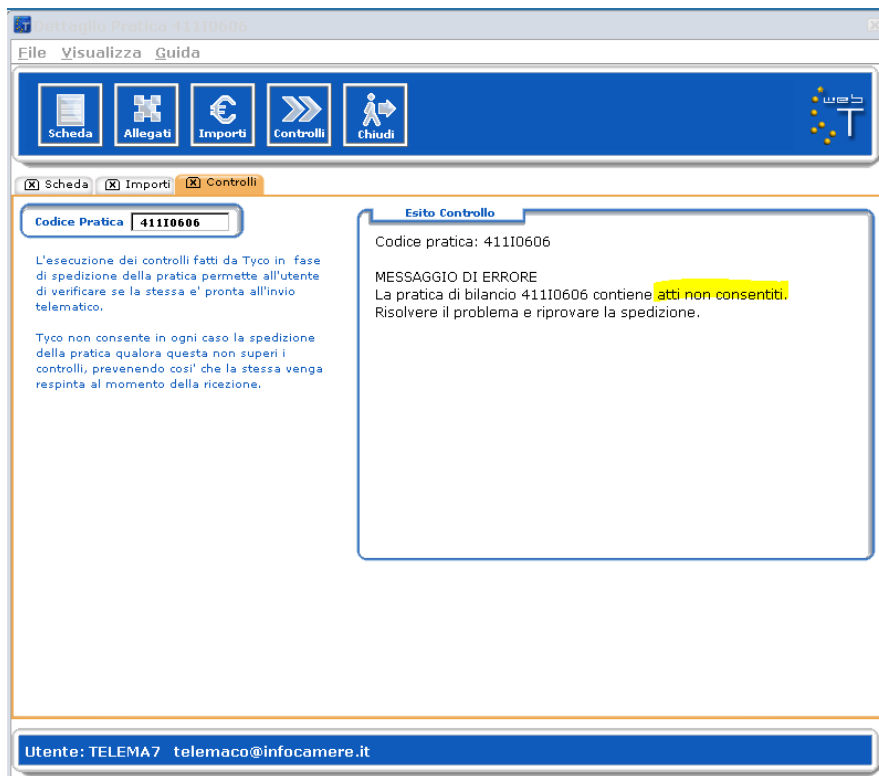 Dettaglio Pratica 411I0606
File Visualizza Guida
Scheda
Allegati
Importi
Controlli
Chiudi
web
T
Scheda
Importi
Controlli
Codice Pratica 411I0606
L'esecuzione dei controlli fatti da Tyco in fase
di spedizione della pratica permette all'utente
di verificare se la stessa e' pronta all'invio
telematico.
Tyco non consente in ogni caso la spedizione
della pratica qualora questa non superi i
controlli, prevenendo cosi' che la stessa venga
respinta al momento della ricezione.
Esito Controllo
Codice pratica: 411I0606
MESSAGGIO DI ERRORE
La pratica di bilancio 411I0606 contiene atti non consentiti.
Risolvere il problema e riprovare la spedizione.
Utente: TELEMA7 telemaco@infocamere.it